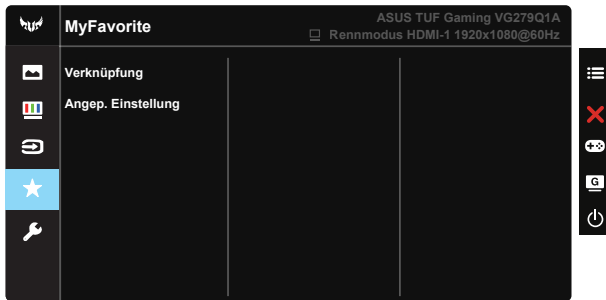 MyFavorite
ASUS TUF Gaming VG279Q1A
Rennmodus HDMI-1 1920x1080@60Hz
Verknüpfung
Angep. Einstellung
G